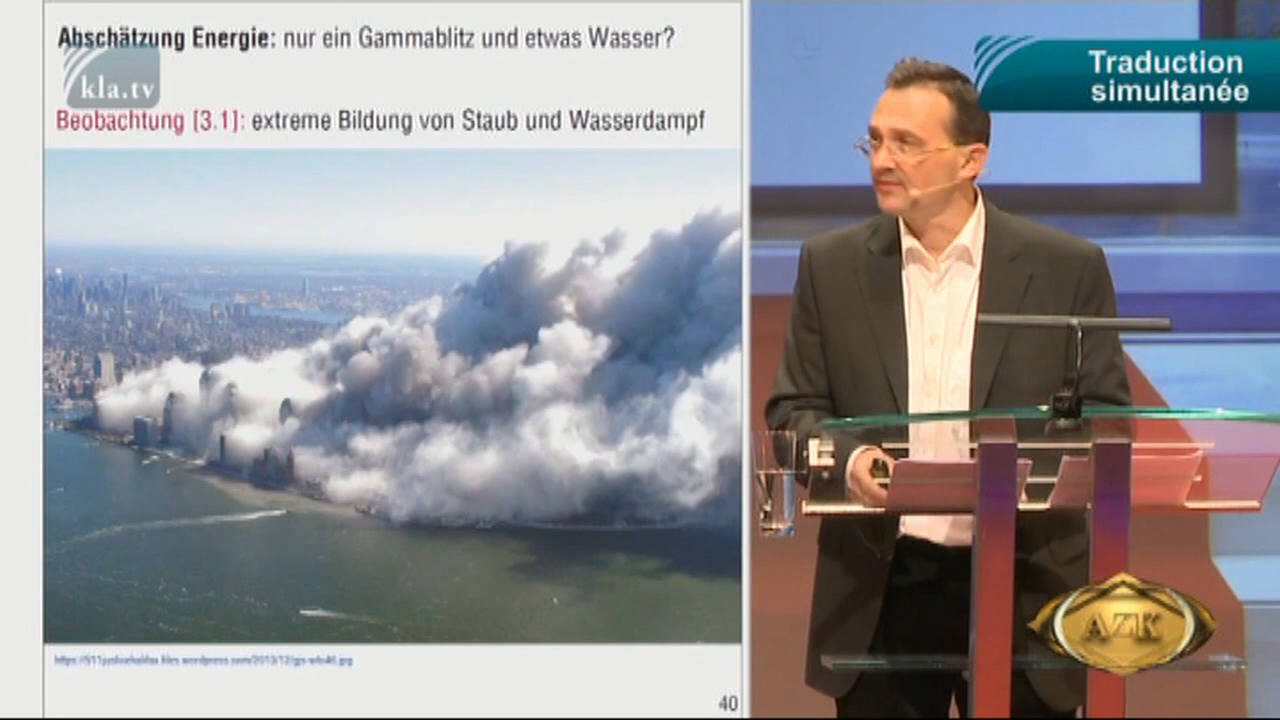 Abschätzung Energie: nur ein Gammablitz und etwas Wasser?
kla.tv
Beobachtung [3.1]: extreme Bildung von Staub und Wasserdampf
Traduction
simultanée
AZK
40